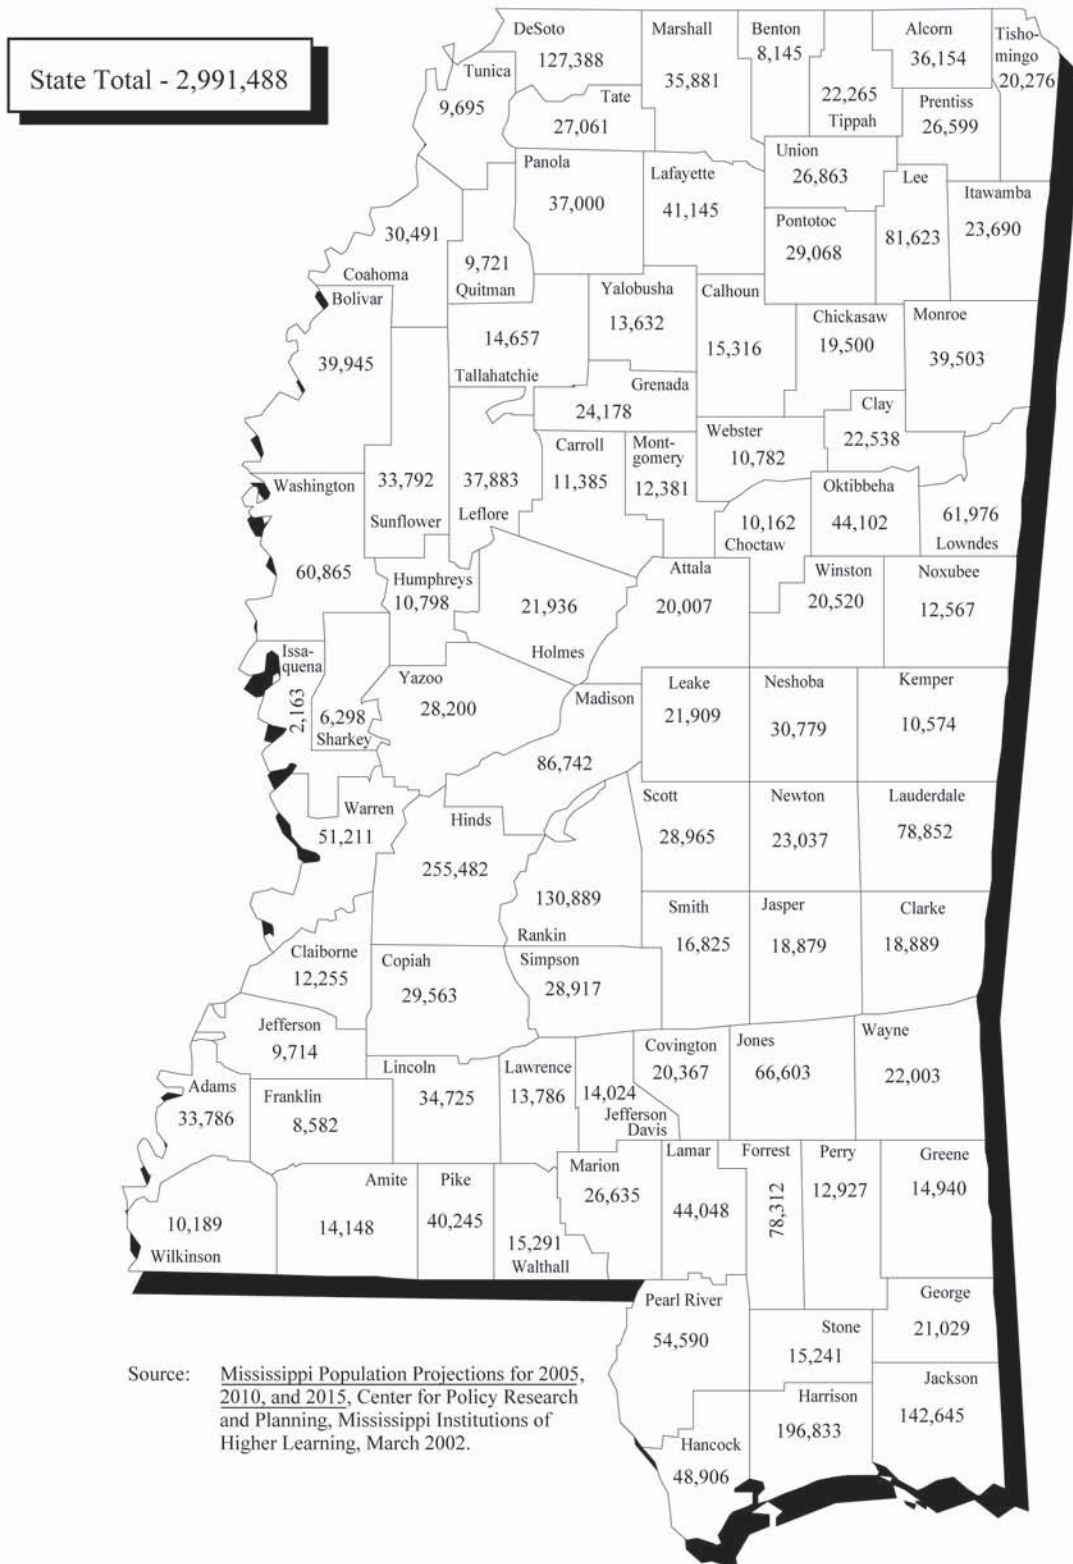 State Total - 2,991,488
DeSoto
127,388
Marshall
35,881
Benton
8,145
Alcorn
36,154
Tisho-
mingo
20,276
Tunica
9,695
Tate
27,061
22,265
Tippah
Prentiss
26,599
Panola
37,000
Lafayette
41,145
Union
26,863
Lee
81,623
Itawamba
23,690
30,491
Coahoma
9,721
Quitman
Pontotoc
29,068
Bolivar
39,945
14,657
Tallahatchie
Yalobusha
13,632
Calhoun
15,316
Chickasaw
19,500
Monroe
39,503
Grenada
24,178
Clay
22,538
Washington
60,865
33,792
Sunflower
37,883
Leflore
Carroll
11,385
Mont-
gomery
12,381
Webster
10,782
Oktibbeha
44,102
61,976
Lowndes
10,162
Choctaw
Humphreys
10,798
21,936
Holmes
Attala
20,007
Winston
20,520
Noxubee
12,567
Issa-
quena
2,163
6,298
Sharkey
Yazoo
28,200
Madison
86,742
Leake
21,909
Neshoba
30,779
Kemper
10,574
Warren
51,211
Hinds
255,482
130,889
Rankin
Scott
28,965
Newton
23,037
Lauderdale
78,852
Claiborne
12,255
Copiah
29,563
Simpson
28,917
Smith
16,825
Jasper
18,879
Clarke
18,889
Jefferson
9,714
Adams
33,786
Franklin
8,582
Lincoln
34,725
Lawrence
13,786
14,024
Jefferson
Davis
Covington
20,367
Jones
66,603
Wayne
22,003
10,189
Wilkinson
Amite
14,148
Pike
40,245
15,291
Walthall
Marion
26,635
Lamar
44,048
Forrest
78,312
Perry
12,927
Greene
14,940
Pearl River
54,590
Stone
15,241
George
21,029
Hancock
48,906
Harrison
196,833
Jackson
142,645
Source: Mississippi Population Projections for 2005,
2010, and 2015, Center for Policy Research
and Planning, Mississippi Institutions of
Higher Learning, March 2002.